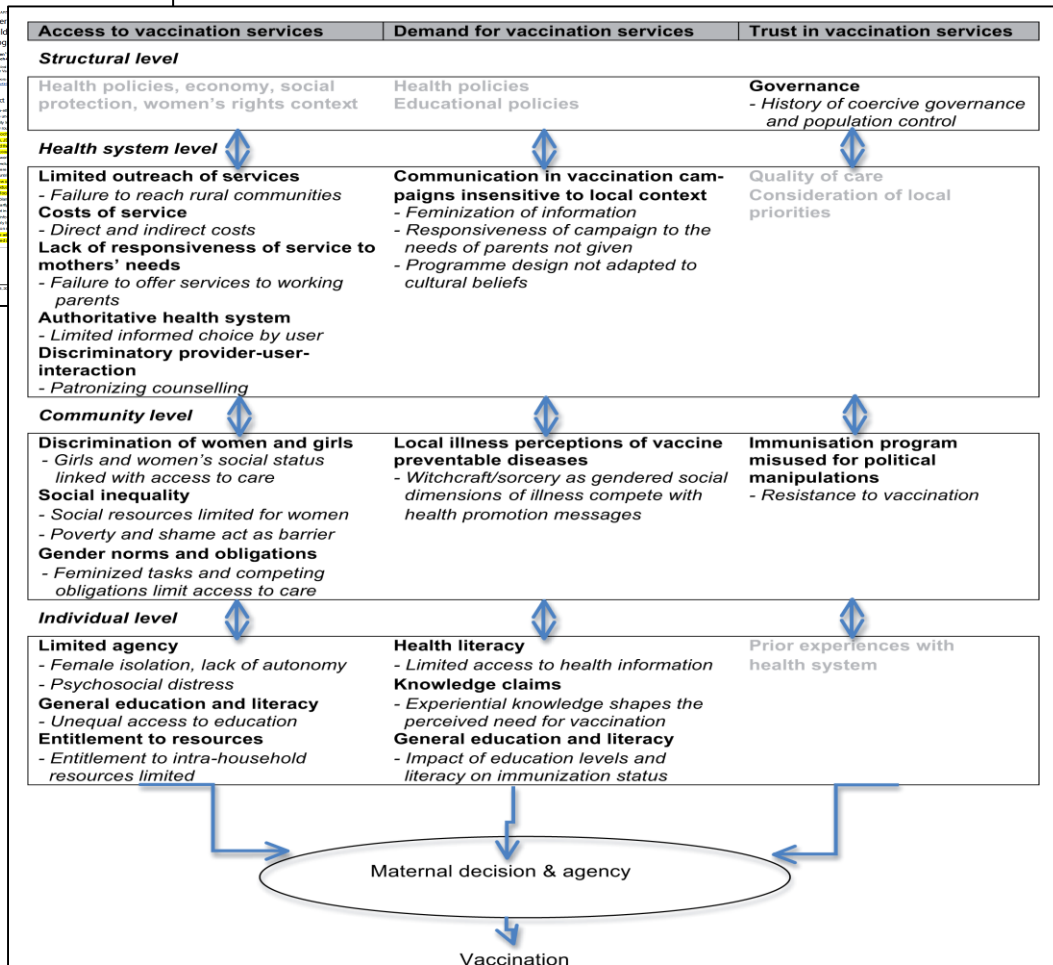 Access to vaccination services
Demand for vaccination services
Trust in vaccination services
Structural level
Health policies, economy, social
protection, women's rights context
Health policies
Educational policies
Governance
- History of coercive governance
and population control
Health system level
Limited outreach of services
- Failure to reach rural communities
Costs of service
- Direct and indirect costs
Lack of responsiveness of service to
mothers' needs
- Failure to offer services to working
parents
Authoritative health system
- Limited informed choice by user
Discriminatory provider-user-
interaction
- Patronizing counselling
Communication in vaccination cam-
paigns insensitive to local context
- Feminization of information
- Responsiveness of campaign to the
needs of parents not given
- Programme design not adapted to
cultural beliefs
Quality of care
Consideration of local
priorities
Community level
Discrimination of women and girls
- Girls and women's social status
linked with access to care
Social inequality
- Social resources limited for women
- Poverty and shame act as barrier
Gender norms and obligations
- Feminized tasks and competing
obligations limit access to care
Local illness perceptions of vaccine
preventable diseases
- Witchcraft/sorcery as gendered social
dimensions of illness compete with
health promotion messages
Immunisation program
misused for political
manipulations
- Resistance to vaccination
Individual level
Limited agency
- Female isolation, lack of autonomy
- Psychosocial distress
General education and literacy
- Unequal access to education
Entitlement to resources
- Entitlement to intra-household
resources limited
Health literacy
- Limited access to health information
Knowledge claims
- Experiential knowledge shapes the
perceived need for vaccination
General education and literacy
- Impact of education levels and
literacy on immunization status
Prior experiences with
health system
Maternal decision & agency
Vaccination